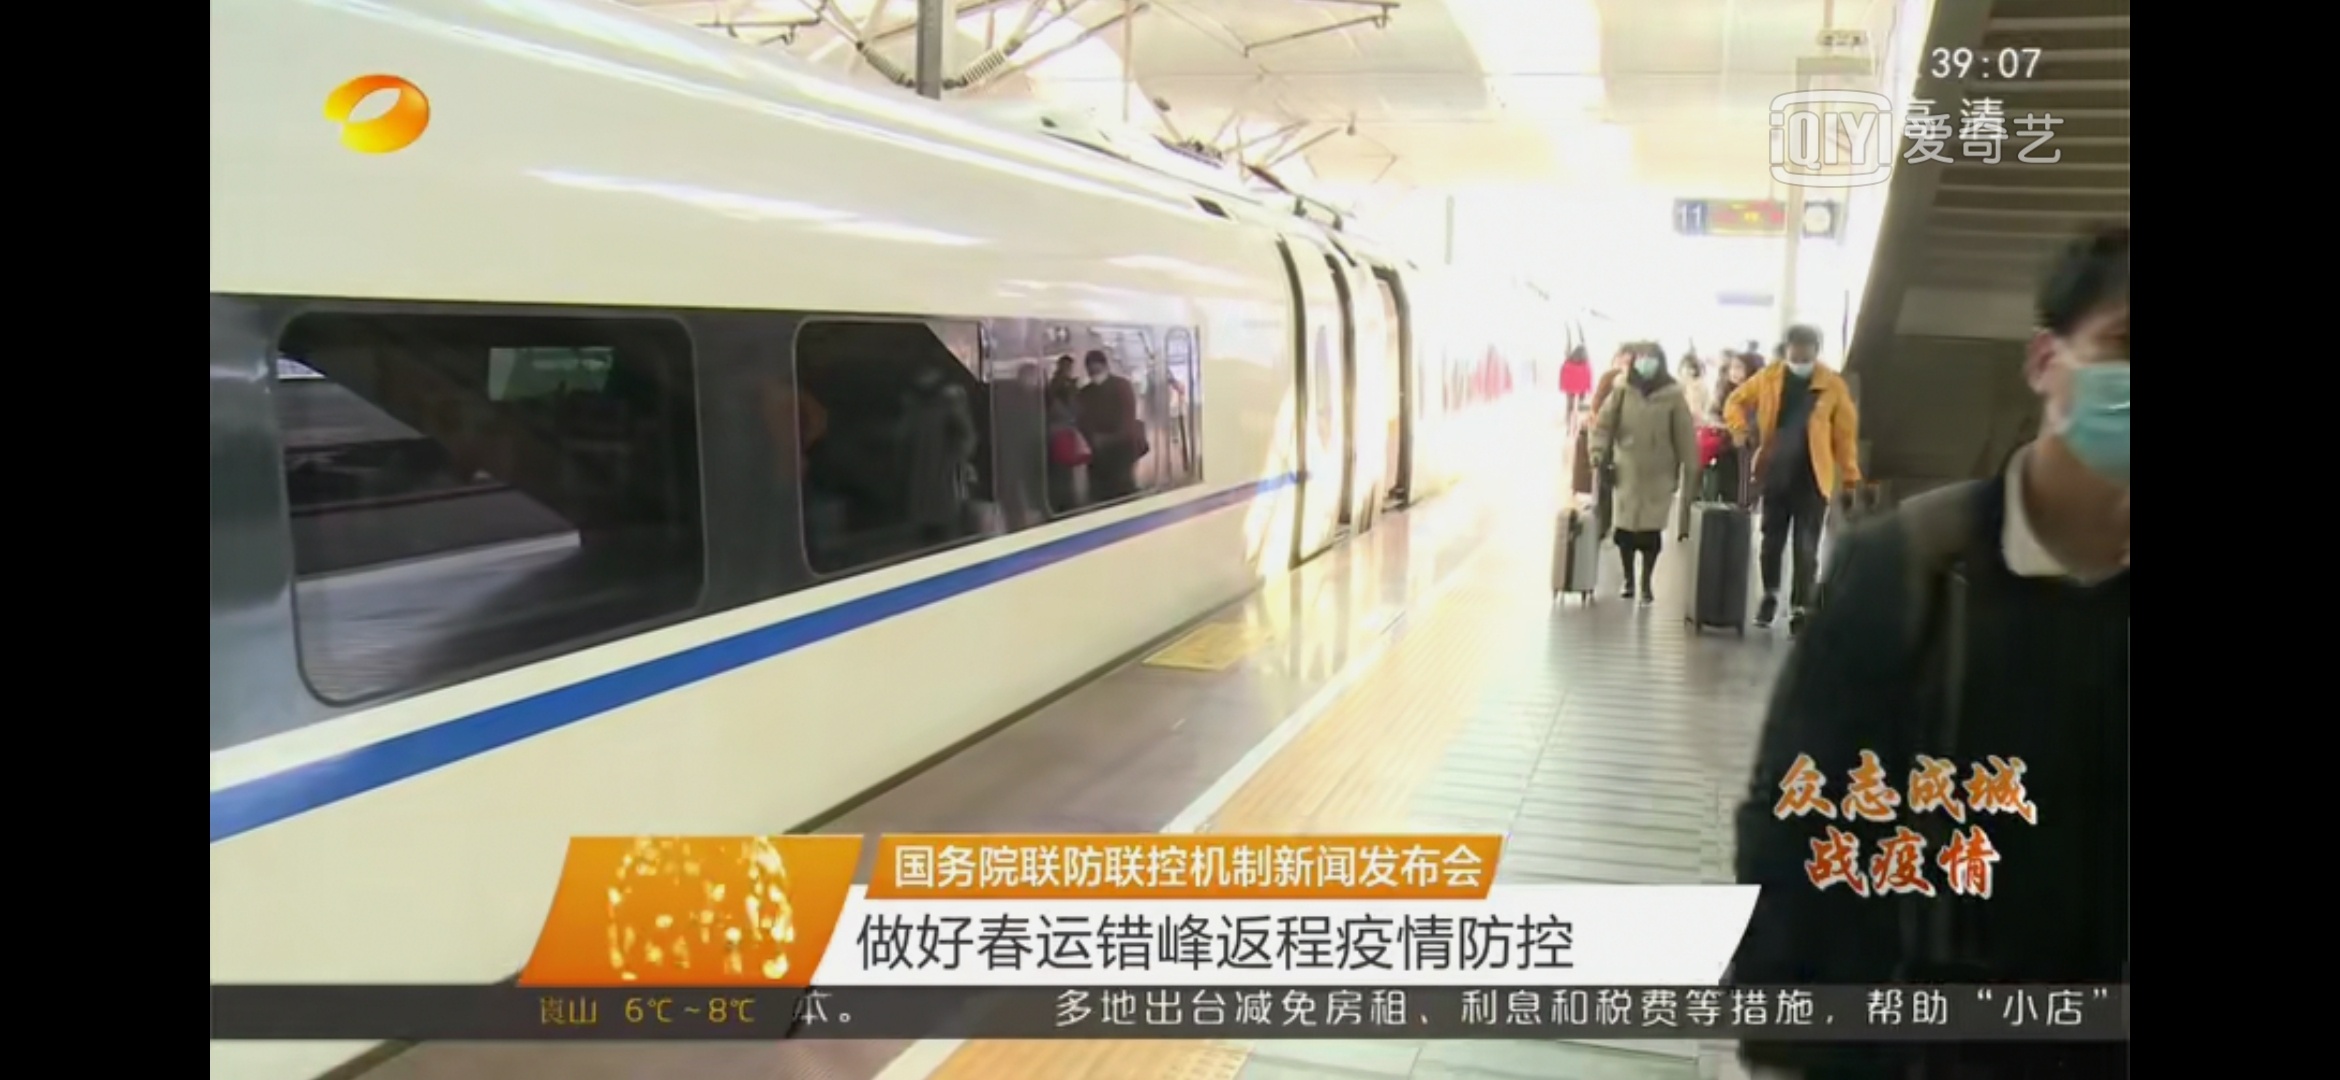 39:07
高清
iQIYI 爱奇艺
11
众志成城
战疫情
国务院联防联控机制新闻发布会
做好春运错峰返程疫情防控
崀山 6℃~8℃ 本。 多地出台减免房租、利息和税费等措施，帮助“小店”